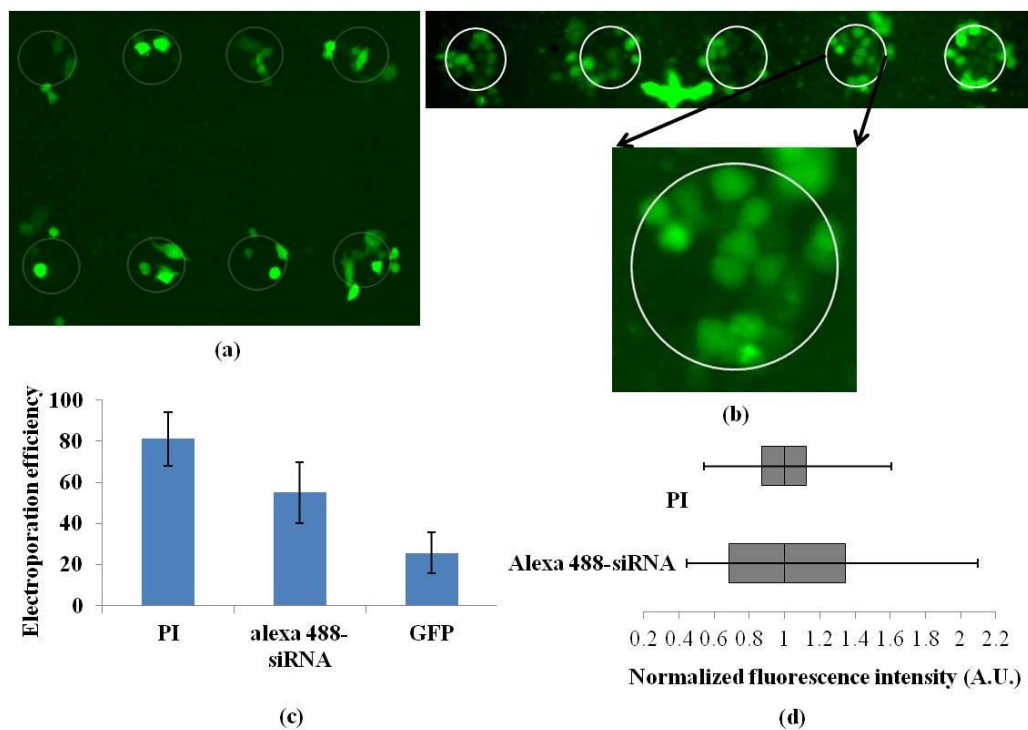 (a)
(b)
Electroporation efficiency
100
80
60
40
20
0
PI
alexa 488-
siRNA
GFP
(c)
PI
Alexa 488-siRNA
0.2 0.4 0.6 0.8 1 1.2 1.4 1.6 1.8 2 2.2
Normalized fluorescence intensity (A.U.)
(d)